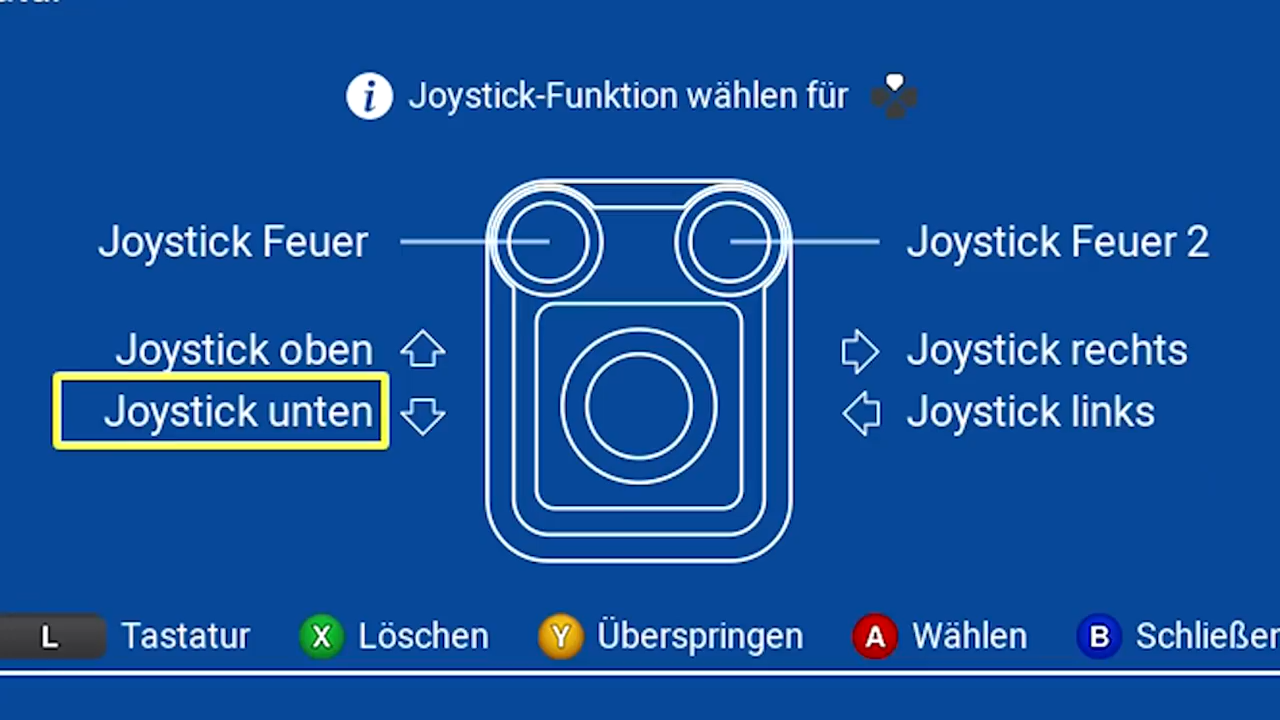 Joystick-Funktion wählen für
Joystick Feuer
Joystick Feuer 2
Joystick oben
Joystick rechts
Joystick unten
Joystick links
L Tastatur X Löschen Y Überspringen A Wählen B